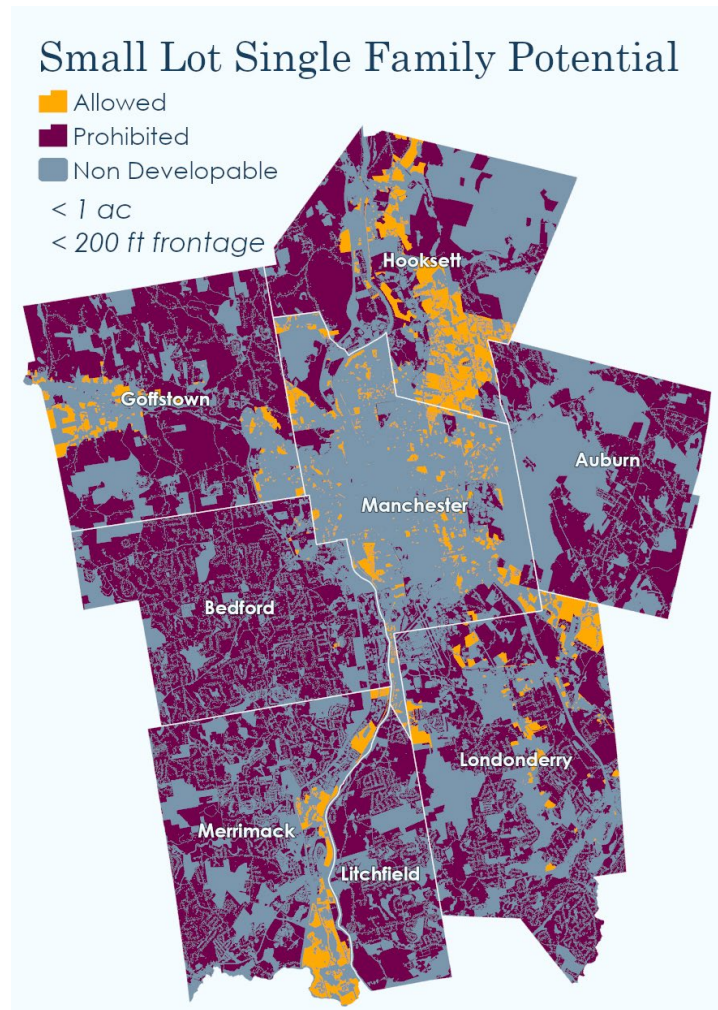 Small Lot Single Family Potential
Allowed
Prohibited
Non Developable
< 1 ac
< 200 ft frontage
Hooksett
Goffstown
Auburn
Manchester
Bedford
Londonderry
Merrimack
Litchfield